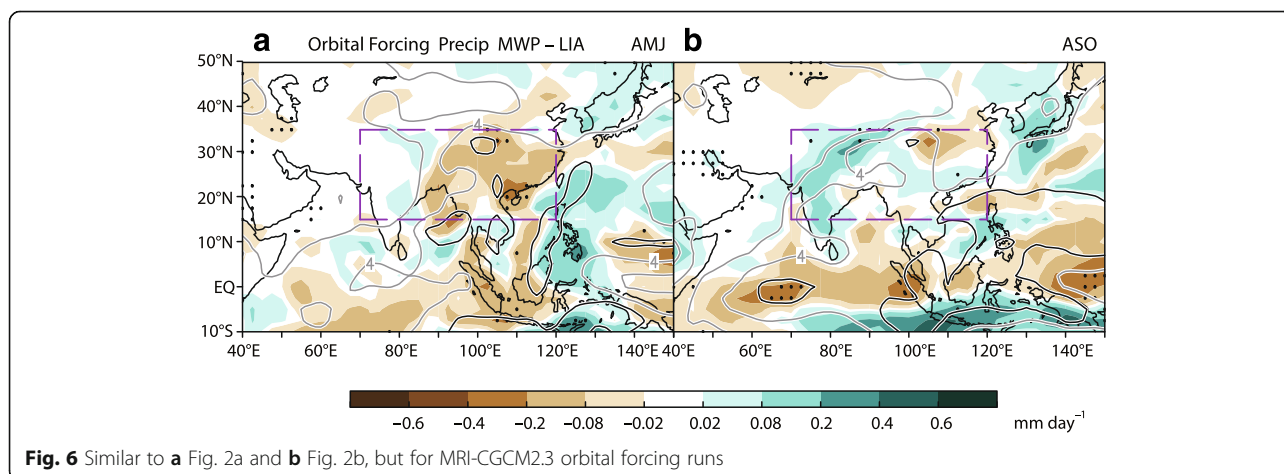 a Orbital Forcing Precip MWP – LIA AMJ b ASO
50°N
40°N
30°N
20°N
10°N
EQ
10°S
4
4
4
4
4
40°E 60°E 80°E 100°E 120°E 140°E 60°E 80°E 100°E 120°E 140°E
−0.6 −0.4 −0.2 −0.08 −0.02 0.02 0.08 0.2 0.4 0.6 mm day⁻¹
Fig. 6 Similar to a Fig. 2a and b Fig. 2b, but for MRI-CGCM2.3 orbital forcing runs